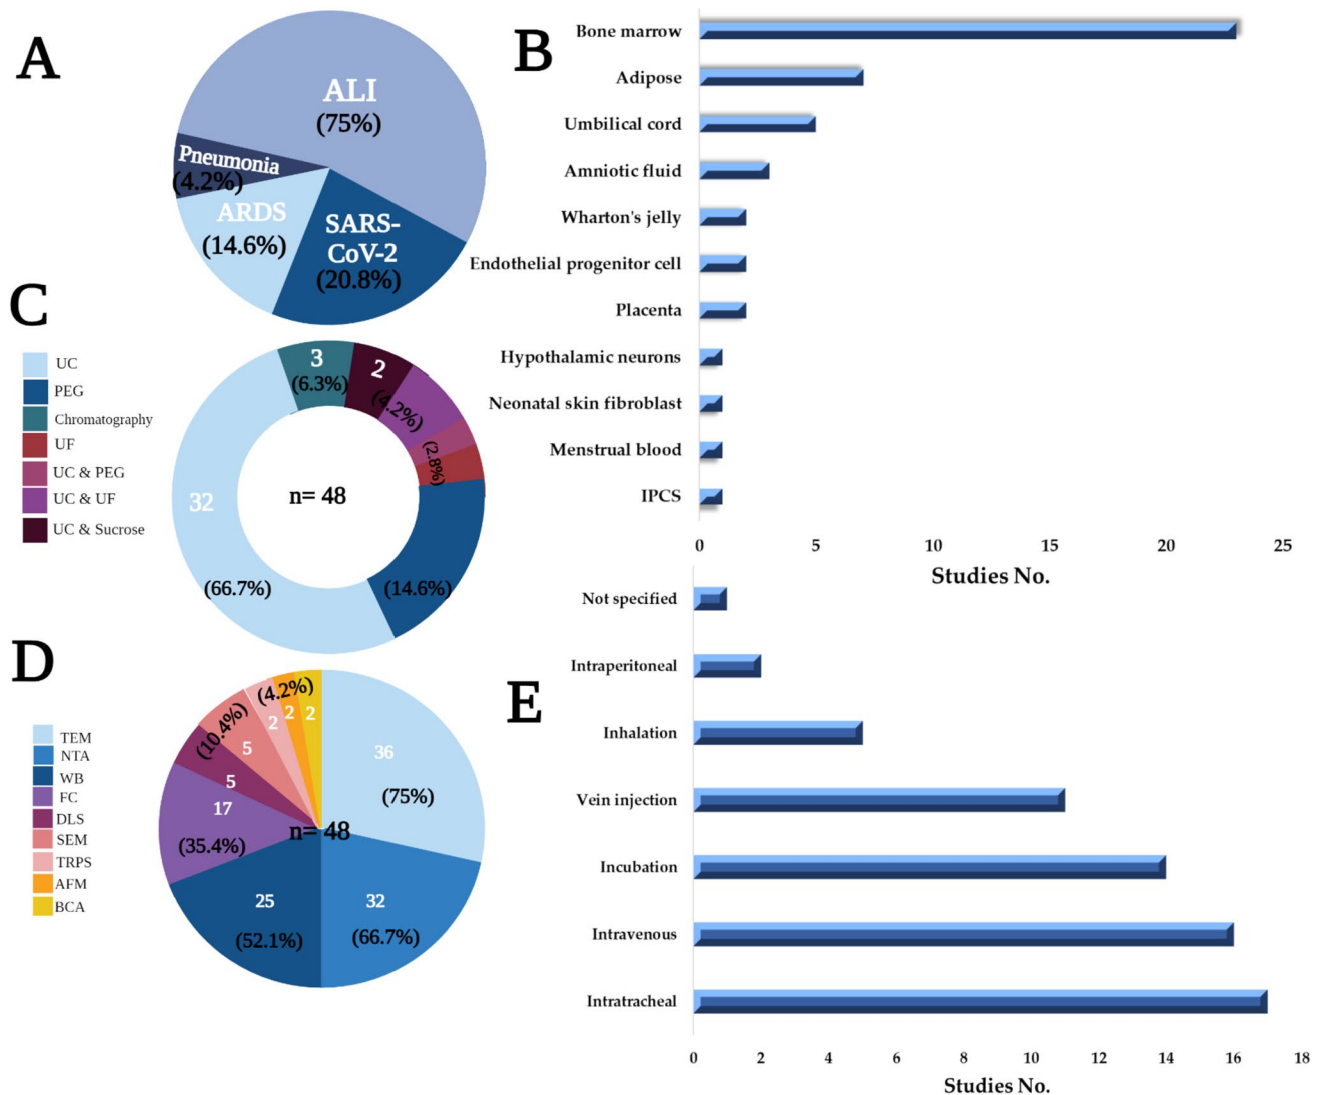 A
ALI
(75%)
Pneumonia
(4.2%)
ARDS
(14.6%)
SARS-
CoV-2
(20.8%)
B
Bone marrow
Adipose
Umbilical cord
Amniotic fluid
Wharton's jelly
Endothelial progenitor cell
Placenta
Hypothalamic neurons
Neonatal skin fibroblast
Menstrual blood
IPCS
0 5 10 15 20 25
Studies No.
C
UC
PEG
Chromatography
UF
UC & PEG
UC & UF
UC & Sucrose
3
(6.3%)
2
(4.2%)
(2.8%)
32
n= 48
(66.7%)
(14.6%)
D
TEM
NTA
WB
FC
DLS
SEM
TRPS
AFM
BCA
(4.2%)
2 2 2
(10.4%)
5
5
36
(75%)
17
(35.4%)
n= 48
25
(52.1%)
32
(66.7%)
E
Not specified
Intraperitoneal
Inhalation
Vein injection
Incubation
Intravenous
Intratracheal
0 2 4 6 8 10 12 14 16 18
Studies No.